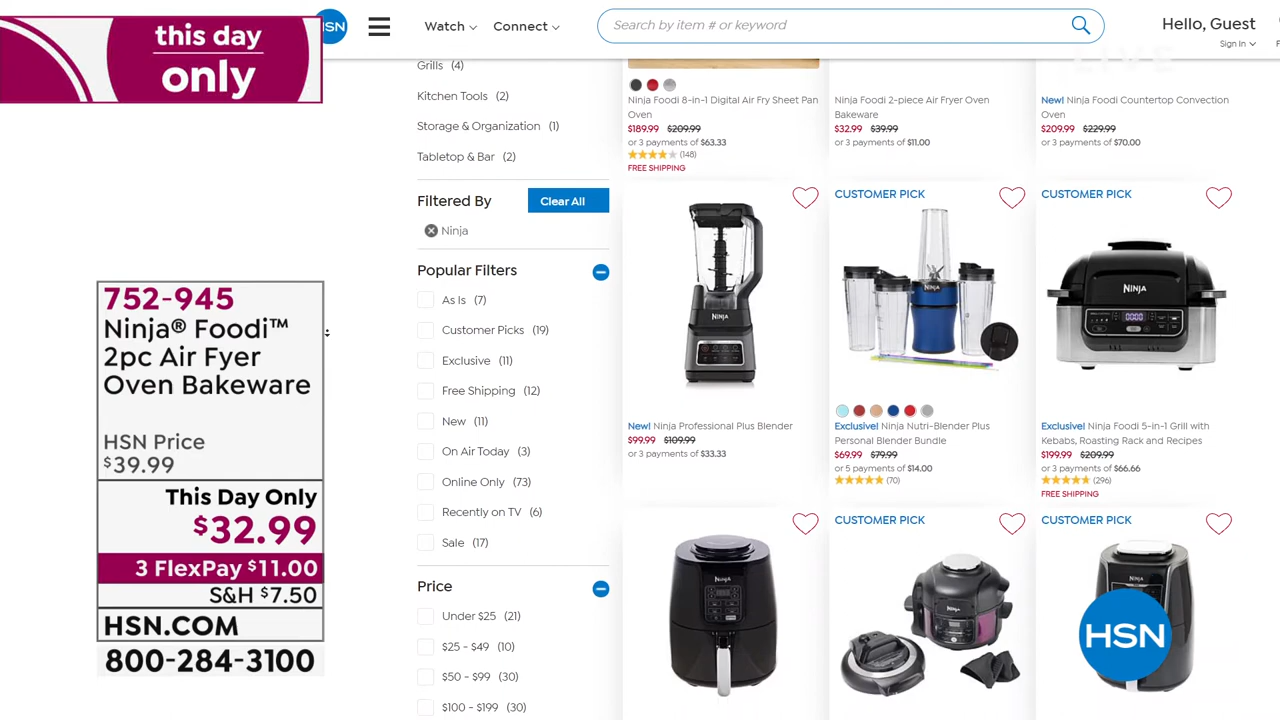 this day
only
HSN
Watch
Connect
Search by item # or keyword
Hello, Guest
Sign In
LIVE
Grills (4)
Kitchen Tools (2)
Storage & Organization (1)
Tabletop & Bar (2)
Filtered By
Clear All
Ninja
Popular Filters
As Is (7)
Customer Picks (19)
Exclusive (11)
Free Shipping (12)
New (11)
On Air Today (3)
Online Only (73)
Recently on TV (6)
Sale (17)
Price
Under $25 (21)
$25 - $49 (10)
$50 - $99 (30)
$100 - $199 (30)
Ninja Foodi 8-in-1 Digital Air Fry Sheet Pan
Oven
$189.99 $209.99
or 3 payments of $63.33
(148)
FREE SHIPPING
Ninja Foodi 2-piece Air Fryer Oven
Bakeware
$32.99 $39.99
or 3 payments of $11.00
New! Ninja Foodi Countertop Convection
Oven
$209.99 $229.99
or 3 payments of $70.00
NINJA
New! Ninja Professional Plus Blender
$99.99 $109.99
or 3 payments of $33.33
CUSTOMER PICK
NINJA
Exclusive! Ninja Nutri-Blender Plus
Personal Blender Bundle
$69.99 $79.99
or 5 payments of $14.00
(70)
CUSTOMER PICK
NINJA
Exclusive! Ninja Foodi 5-in-1 Grill with
Kebabs, Roasting Rack and Recipes
$199.99 $209.99
or 3 payments of $66.66
(296)
FREE SHIPPING
NINJA
CUSTOMER PICK
NINJA
CUSTOMER PICK
NINJA
HSN
752-945
Ninja® Foodi™
2pc Air Fyer
Oven Bakeware
HSN Price
$39.99
This Day Only
$32.99
3 FlexPay $11.00
S&H $7.50
HSN.COM
800-284-3100